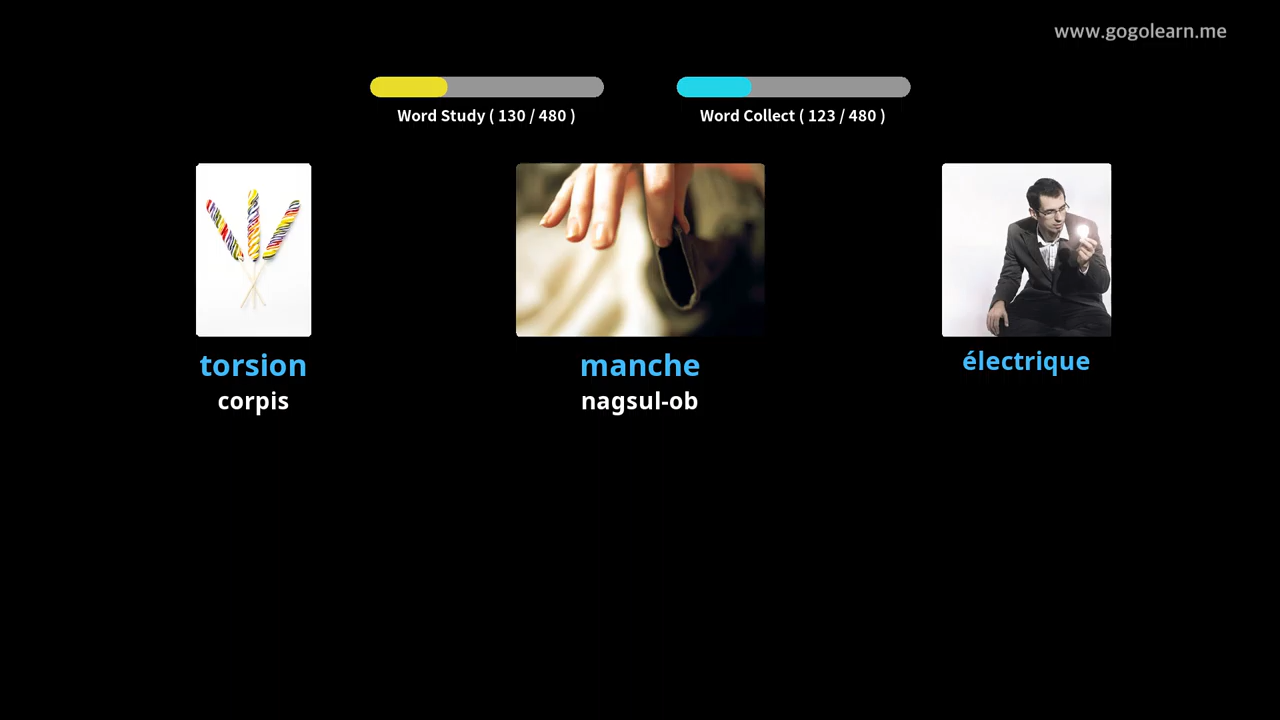 www.gogolearn.me
Word Study ( 130 / 480 )
Word Collect ( 123 / 480 )
torsion
corpis
manche
nagsul-ob
électrique